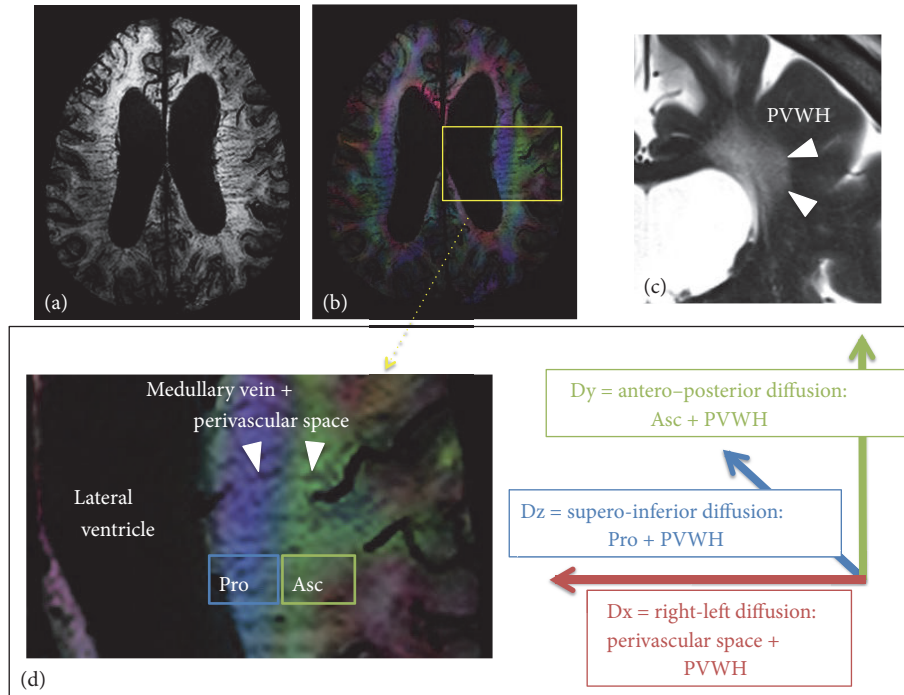 (a)
(b)
PVWH
(c)
Medullary vein +
perivascular space
Lateral
ventricle
Pro
Asc
(d)
Dy = antero–posterior diffusion:
Asc + PVWH
Dz = supero-inferior diffusion:
Pro + PVWH
Dx = right-left diffusion:
perivascular space +
PVWH